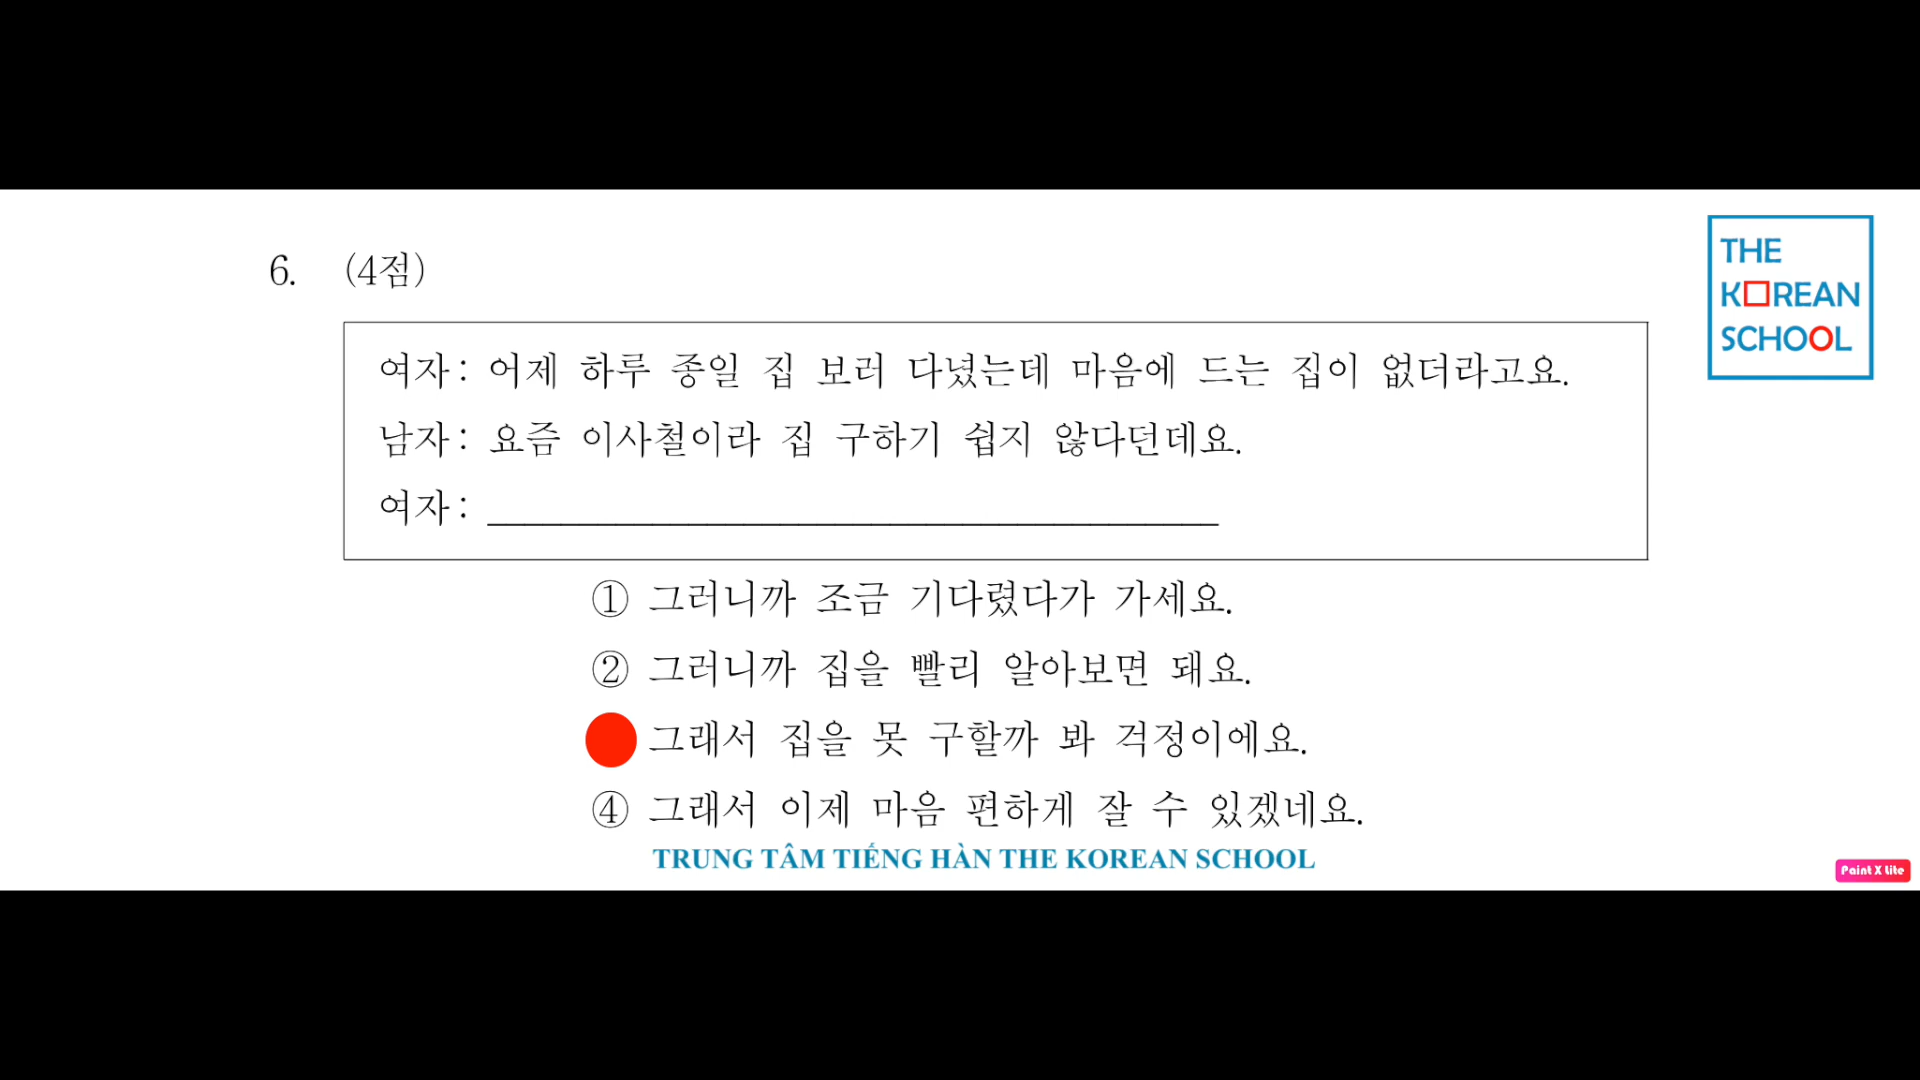 THE
KOREAN
SCHOOL
6. (4점)
여자: 어제 하루 종일 집 보러 다녔는데 마음에 드는 집이 없더라고요.
남자: 요즘 이사철이라 집 구하기 쉽지 않다던데요.
여자: ________________________________
① 그러니까 조금 기다렸다가 가세요.
② 그러니까 집을 빨리 알아보면 돼요.
그래서 집을 못 구할까 봐 걱정이에요.
④ 그래서 이제 마음 편하게 잘 수 있겠네요.
TRUNG TÂM TIẾNG HÀN THE KOREAN SCHOOL
Paint X lite